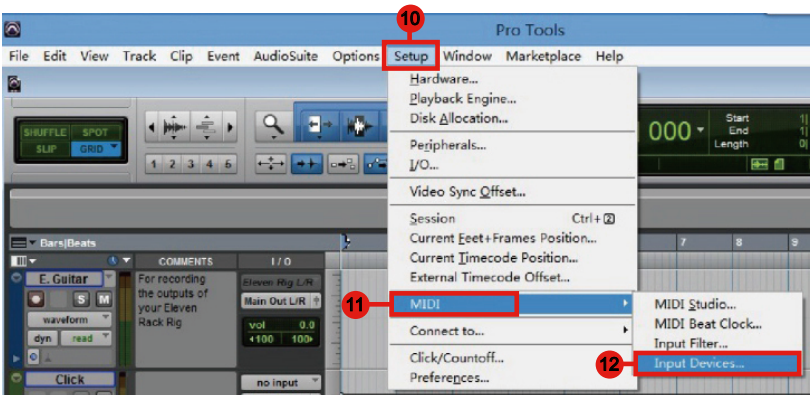 10
Pro Tools
File Edit View Track Clip Event AudioSuite Options Setup Window Marketplace Help
Hardware...
Playback Engine...
Disk Allocation...
Peripherals...
I/O...
Video Sync Offset...
Session Ctrl+2
Current Feet+Frames Position...
Current Timecode Position...
External Timecode Offset...
11
MIDI
Connect to...
Click/Countoff...
Preferences...
MIDI Studio...
MIDI Beat Clock...
Input Filter...
12
Input Devices...
SHUFFLE SPOT
SLIP GRID
1 2 3 4 5
000
Start
End
Length
Bars|Beats
7 8 9
COMMENTS I / O
E. Guitar
S M
waveform
dyn read
For recording
the outputs of
your Eleven
Rack Rig
Eleven Rig L/R
Main Out L/R
vol 0.0
100 100
Click
no input